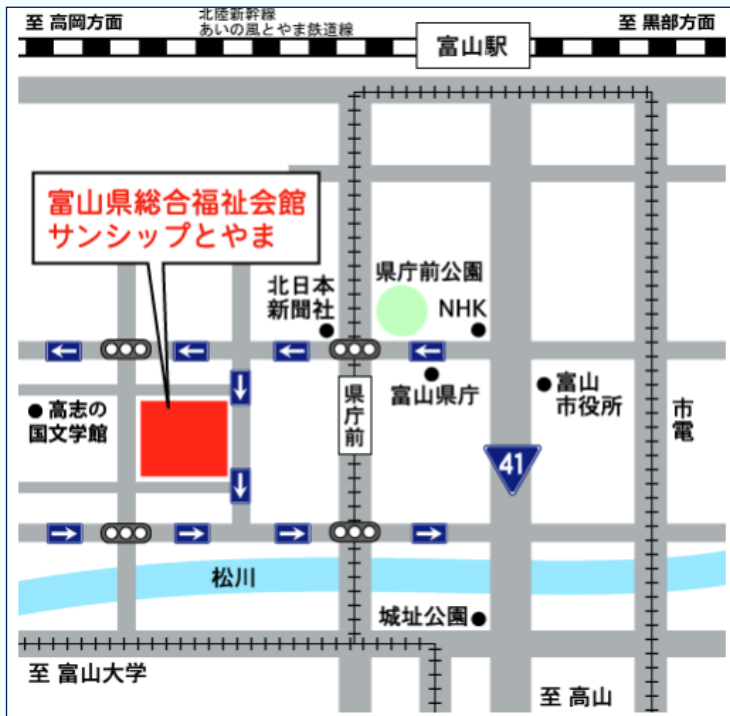 至 高岡方面
北陸新幹線
あいの風とやま鉄道線
富山駅
至 黒部方面
富山県総合福祉会館
サンシップとやま
北日本
新聞社
県庁前公園
NHK
富山県庁
富山
市役所
高志の
国文学館
県庁前
41
市電
松川
城址公園
至 富山大学
至 高山